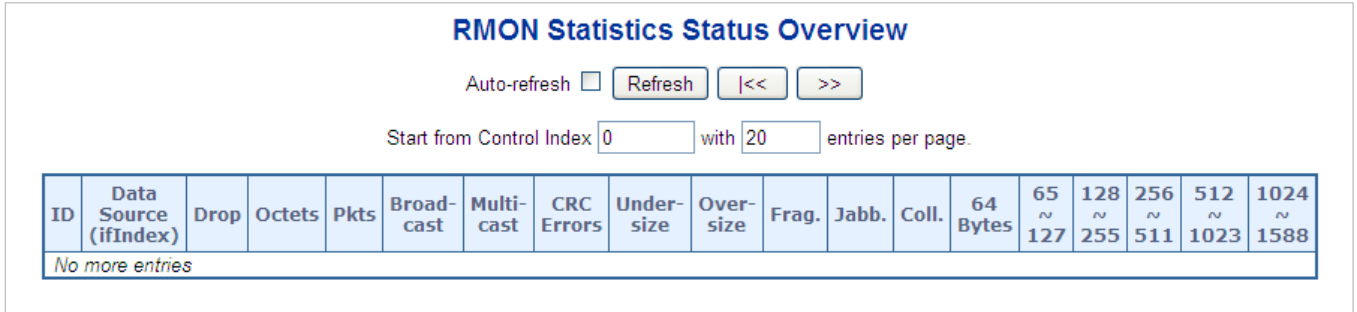 RMON Statistics Status Overview
Auto-refresh Refresh |<< >>
Start from Control Index 0 with 20 entries per page.
ID Data Source (ifIndex) Drop Octets Pkts Broad-cast Multi-cast CRC Errors Under-size Over-size Frag. Jabb. Coll. 64 Bytes 65 ~ 127 128 ~ 255 256 ~ 511 512 ~ 1023 1024 ~ 1588
No more entries